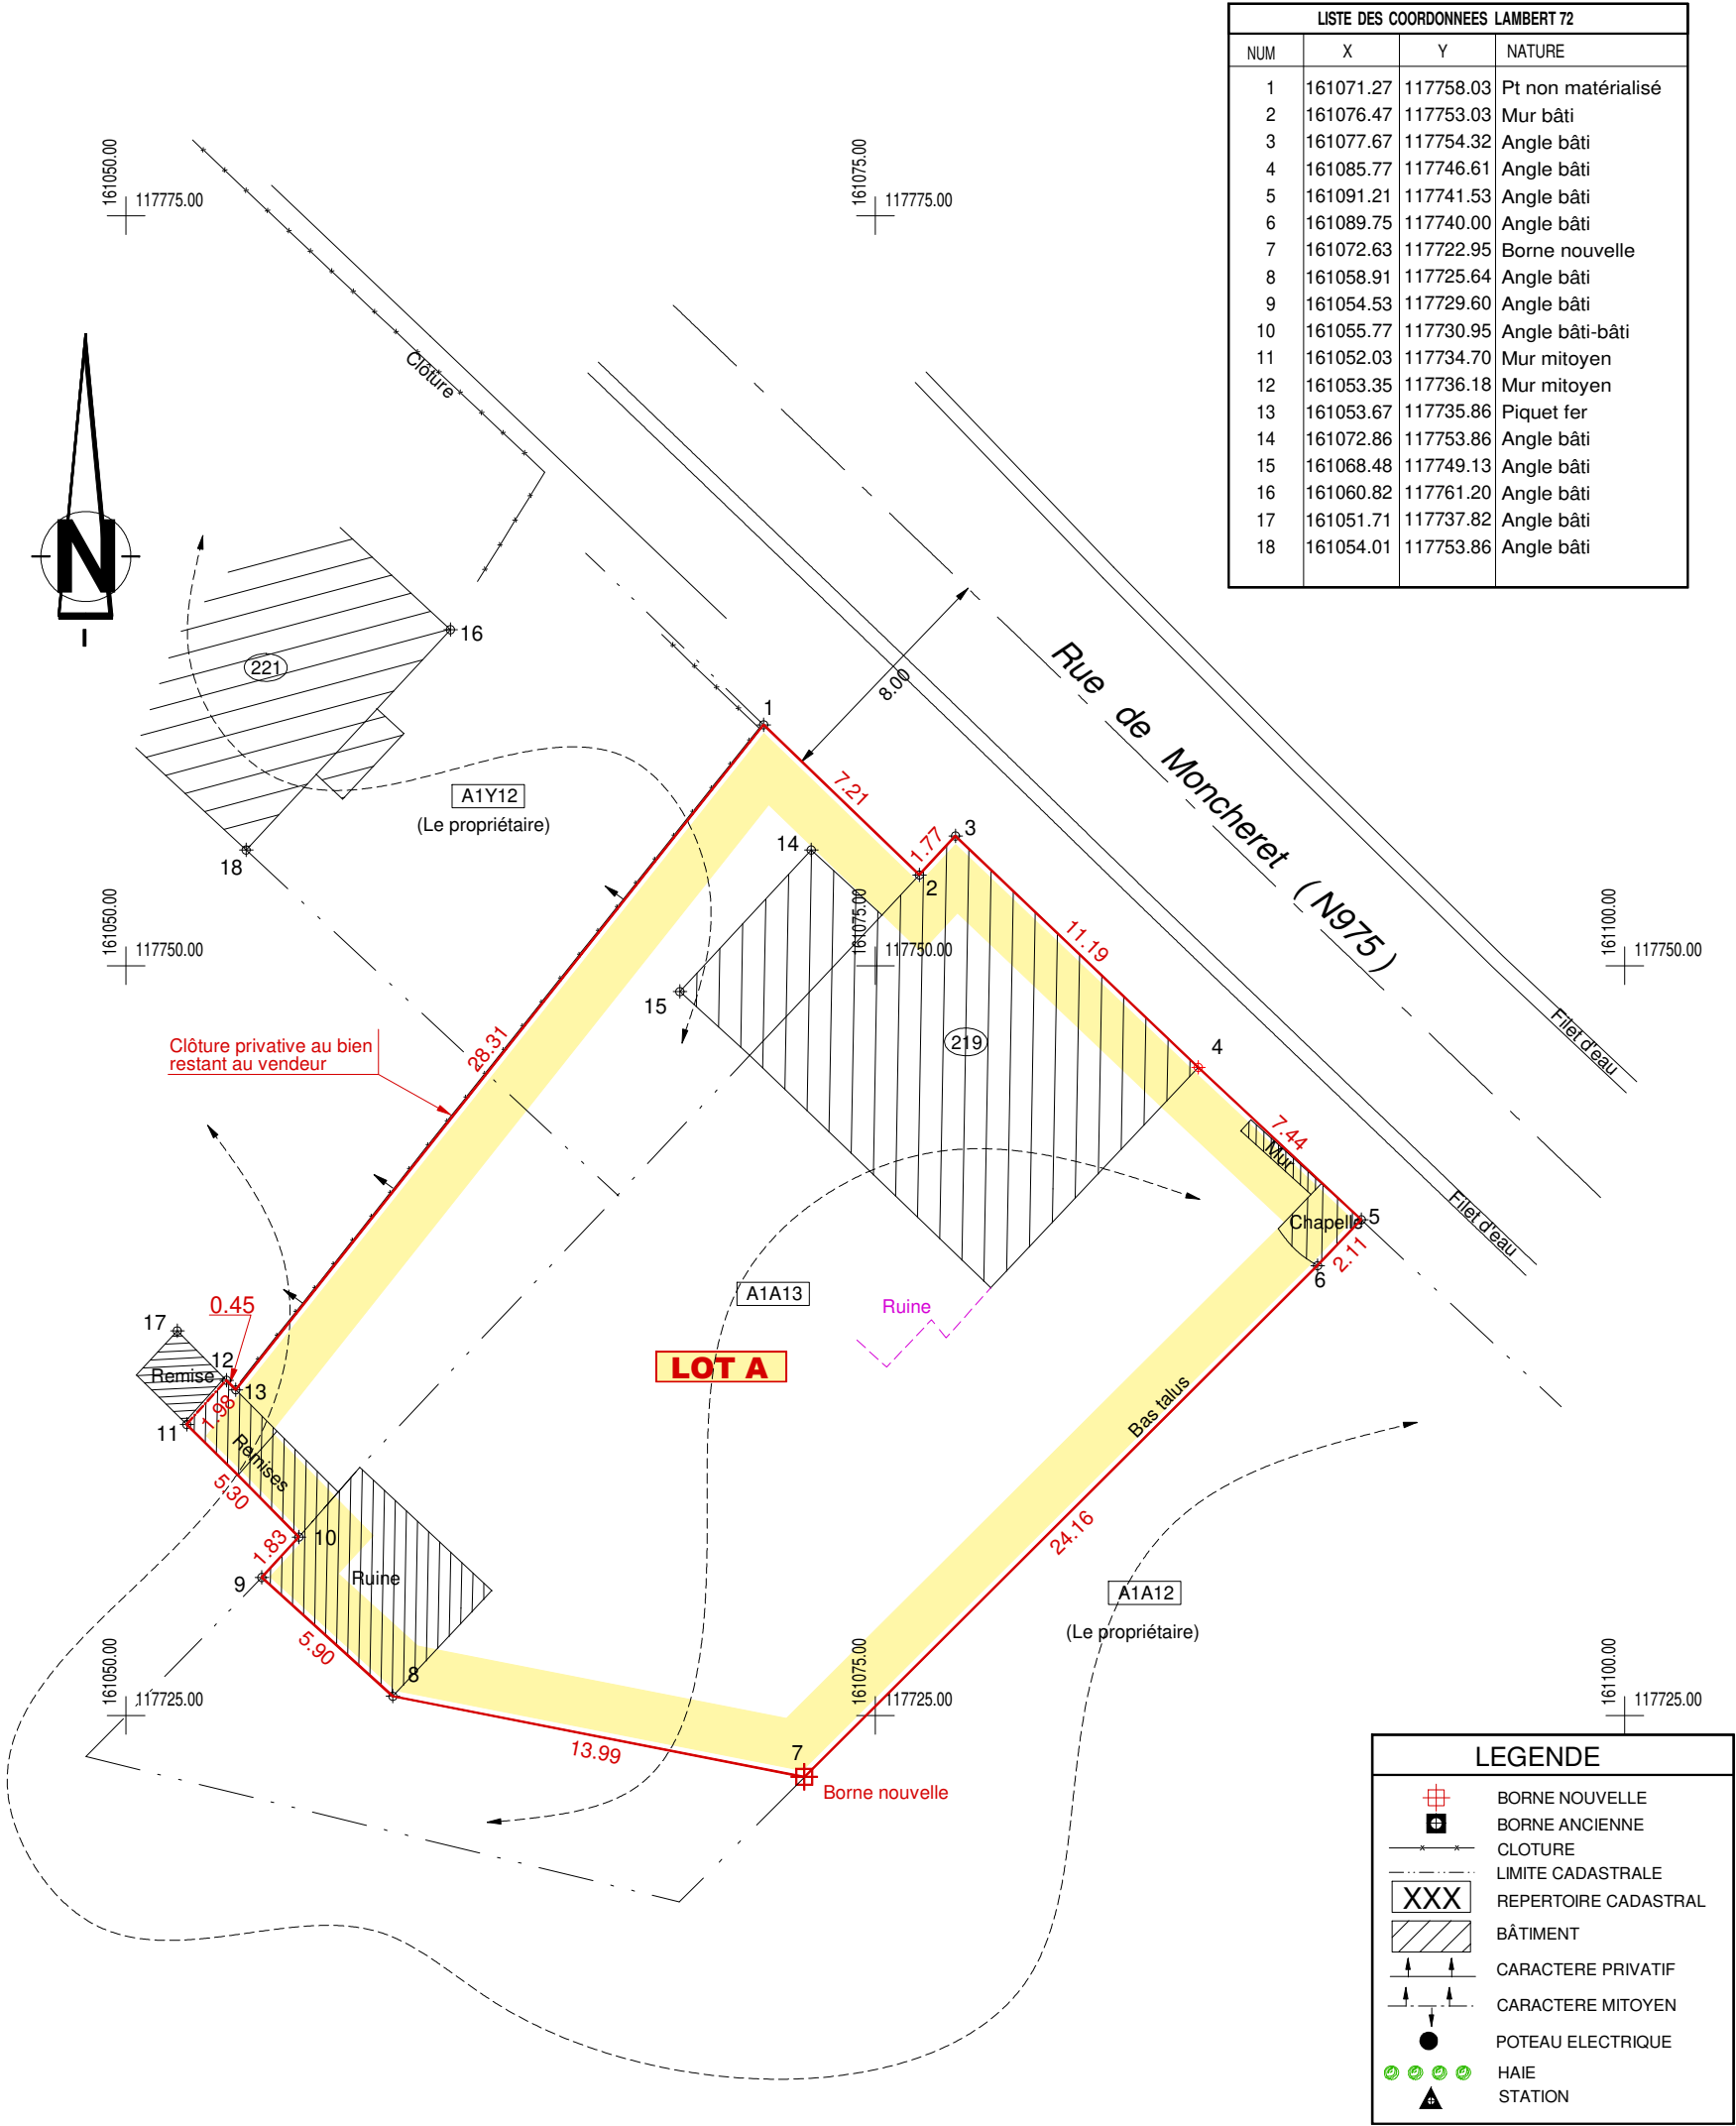 LISTE DES COORDONNEES LAMBERT 72
NUM X Y NATURE
1 161071.27 117758.03 Pt non matérialisé
2 161076.47 117753.03 Mur bâti
3 161077.67 117754.32 Angle bâti
4 161085.77 117746.61 Angle bâti
5 161091.21 117741.53 Angle bâti
6 161089.75 117740.00 Angle bâti
7 161072.63 117722.95 Borne nouvelle
8 161058.91 117725.64 Angle bâti
9 161054.53 117729.60 Angle bâti
10 161055.77 117730.95 Angle bâti-bâti
11 161052.03 117734.70 Mur mitoyen
12 161053.35 117736.18 Mur mitoyen
13 161053.67 117735.86 Piquet fer
14 161072.86 117753.86 Angle bâti
15 161068.48 117749.13 Angle bâti
16 161060.82 117761.20 Angle bâti
17 161051.71 117737.82 Angle bâti
18 161054.01 117753.86 Angle bâti
161050.00
117775.00
161075.00
117775.00
Clôture
N
16
221
8.00
Rue de Moncheret (N975)
1
A1Y12
(Le propriétaire)
7.21
1.77
3
14
2
18
161050.00
117750.00
161075.00
117750.00
161100.00
117750.00
11.19
15
Clôture privative au bien
restant au vendeur
28.31
219
4
Filet d'eau
7.44
Mur
Chapelle
5
Filet d'eau
2.11
6
A1A13
Ruine
0.45
17
12
Remise
13
1.98
11
LOT A
Bas talus
Remises
5.30
10
1.83
9
Ruine
24.16
A1A12
(Le propriétaire)
5.90
8
161050.00
117725.00
161075.00
117725.00
161100.00
117725.00
13.99
7
Borne nouvelle
LEGENDE
BORNE NOUVELLE
BORNE ANCIENNE
CLOTURE
LIMITE CADASTRALE
XXX REPERTOIRE CADASTRAL
BÂTIMENT
CARACTERE PRIVATIF
CARACTERE MITOYEN
POTEAU ELECTRIQUE
HAIE
STATION